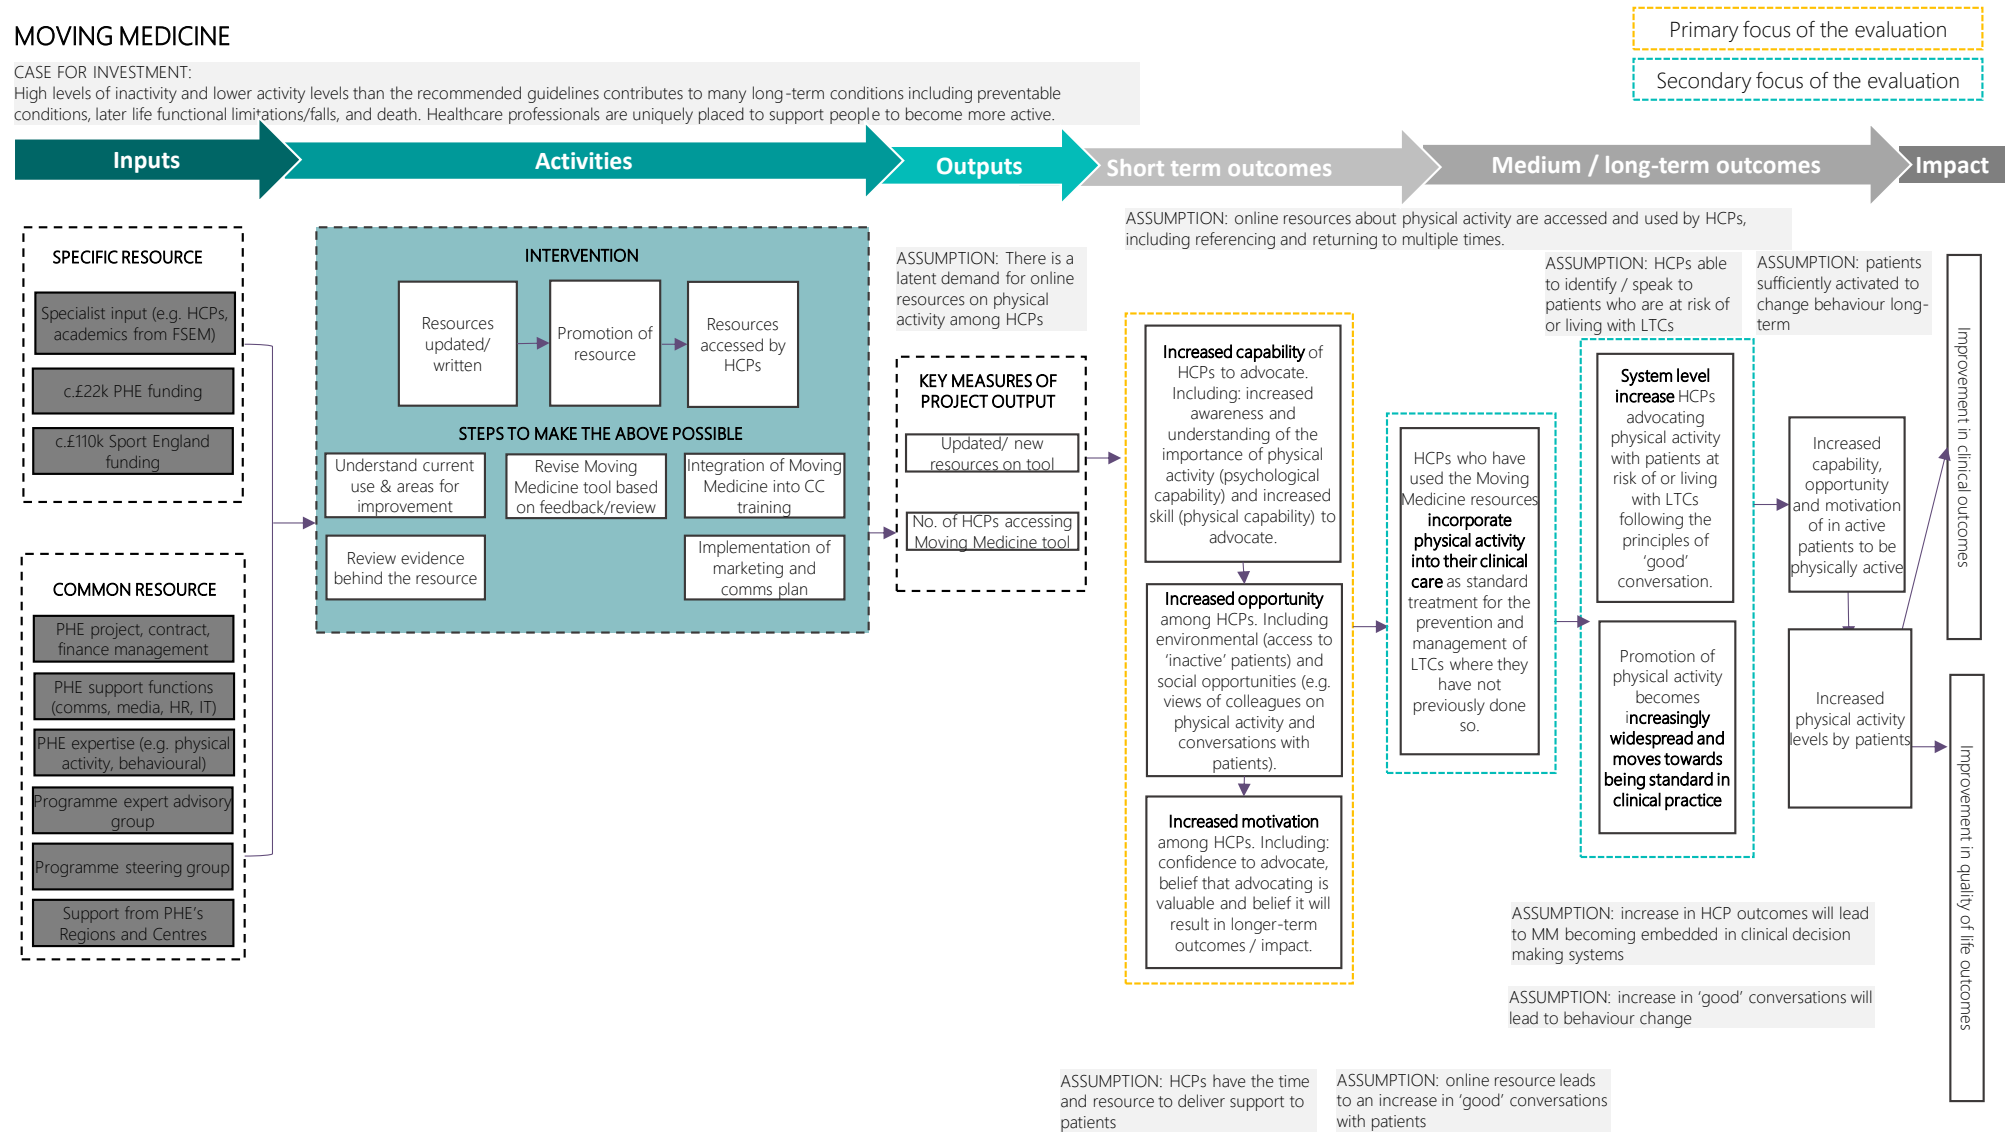 MOVING MEDICINE
Primary focus of the evaluation
Secondary focus of the evaluation
CASE FOR INVESTMENT:
High levels of inactivity and lower activity levels than the recommended guidelines contributes to many long-term conditions including preventable
conditions, later life functional limitations/falls, and death. Healthcare professionals are uniquely placed to support people to become more active.
Inputs
Activities
Outputs
Short term outcomes
Medium / long-term outcomes
Impact
SPECIFIC RESOURCE
Specialist input (e.g. HCPs,
academics from FSEM)
c.£22k PHE funding
c.£110k Sport England
funding
COMMON RESOURCE
PHE project, contract,
finance management
PHE support functions
(comms, media, HR, IT)
PHE expertise (e.g. physical
activity, behavioural)
Programme expert advisory
group
Programme steering group
Support from PHE's
Regions and Centres
INTERVENTION
Resources
updated/
written
Promotion of
resource
Resources
accessed by
HCPs
STEPS TO MAKE THE ABOVE POSSIBLE
Understand current
use & areas for
improvement
Revise Moving
Medicine tool based
on feedback/review
Integration of Moving
Medicine into CC
training
Review evidence
behind the resource
Implementation of
marketing and
comms plan
ASSUMPTION: There is a
latent demand for online
resources on physical
activity among HCPs
KEY MEASURES OF
PROJECT OUTPUT
Updated/ new
resources on tool
No. of HCPs accessing
Moving Medicine tool
ASSUMPTION: online resources about physical activity are accessed and used by HCPs,
including referencing and returning to multiple times.
Increased capability of
HCPs to advocate.
Including: increased
awareness and
understanding of the
importance of physical
activity (psychological
capability) and increased
skill (physical capability) to
advocate.
Increased opportunity
among HCPs. Including
environmental (access to
'inactive' patients) and
social opportunities (e.g.
views of colleagues on
physical activity and
conversations with
patients).
Increased motivation
among HCPs. Including:
confidence to advocate,
belief that advocating is
valuable and belief it will
result in longer-term
outcomes / impact.
HCPs who have
used the Moving
Medicine resources
incorporate
physical activity
into their clinical
care as standard
treatment for the
prevention and
management of
LTCs where they
have not
previously done
so.
ASSUMPTION: HCPs able
to identify / speak to
patients who are at risk of
or living with LTCs
ASSUMPTION: patients
sufficiently activated to
change behaviour long-
term
System level
increase HCPs
advocating
physical activity
with patients at
risk of or living
with LTCs
following the
principles of
'good'
conversation.
Promotion of
physical activity
becomes
increasingly
widespread and
moves towards
being standard in
clinical practice
Increased
capability,
opportunity
and motivation
of in active
patients to be
physically active
Increased
physical activity
levels by patients
Improvement in clinical outcomes
Improvement in quality of life outcomes
ASSUMPTION: increase in HCP outcomes will lead
to MM becoming embedded in clinical decision
making systems
ASSUMPTION: increase in 'good' conversations will
lead to behaviour change
ASSUMPTION: HCPs have the time
and resource to deliver support to
patients
ASSUMPTION: online resource leads
to an increase in 'good' conversations
with patients